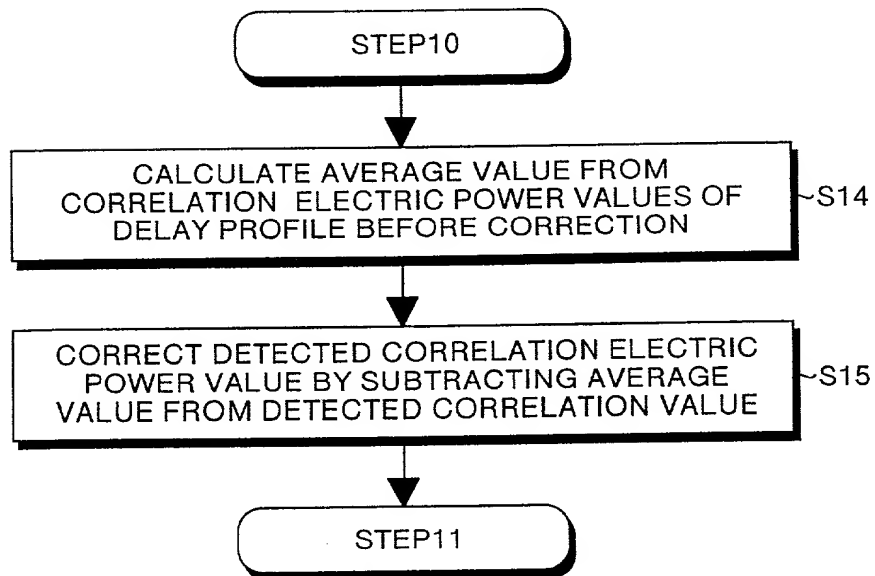 STEP10
CALCULATE AVERAGE VALUE FROM
CORRELATION ELECTRIC POWER VALUES OF
DELAY PROFILE BEFORE CORRECTION
~S14
CORRECT DETECTED CORRELATION ELECTRIC
POWER VALUE BY SUBTRACTING AVERAGE
VALUE FROM DETECTED CORRELATION VALUE
~S15
STEP11